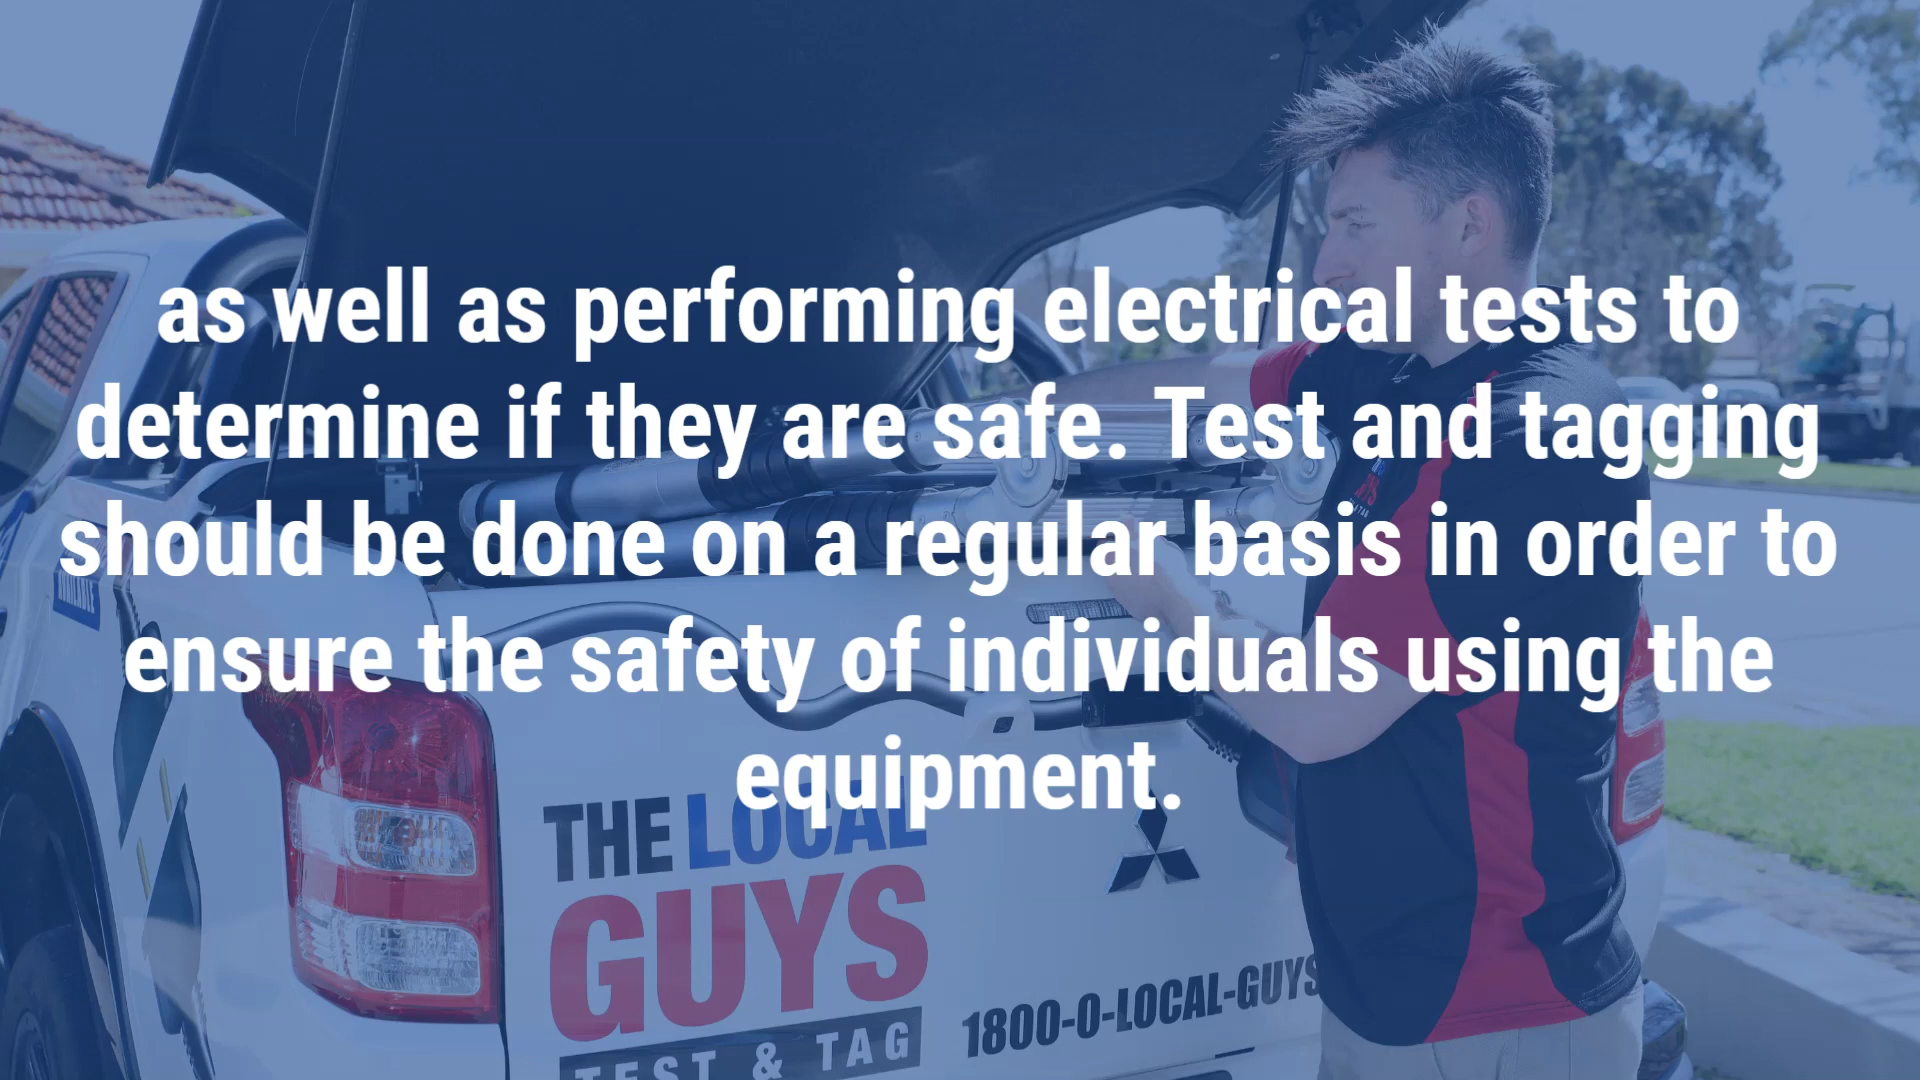 as well as performing electrical tests to
determine if they are safe. Test and tagging
should be done on a regular basis in order to
ensure the safety of individuals using the
equipment.
AVAILABLE
THE LOCAL
GUYS
TEST & TAG
1800-0-LOCAL-GUYS